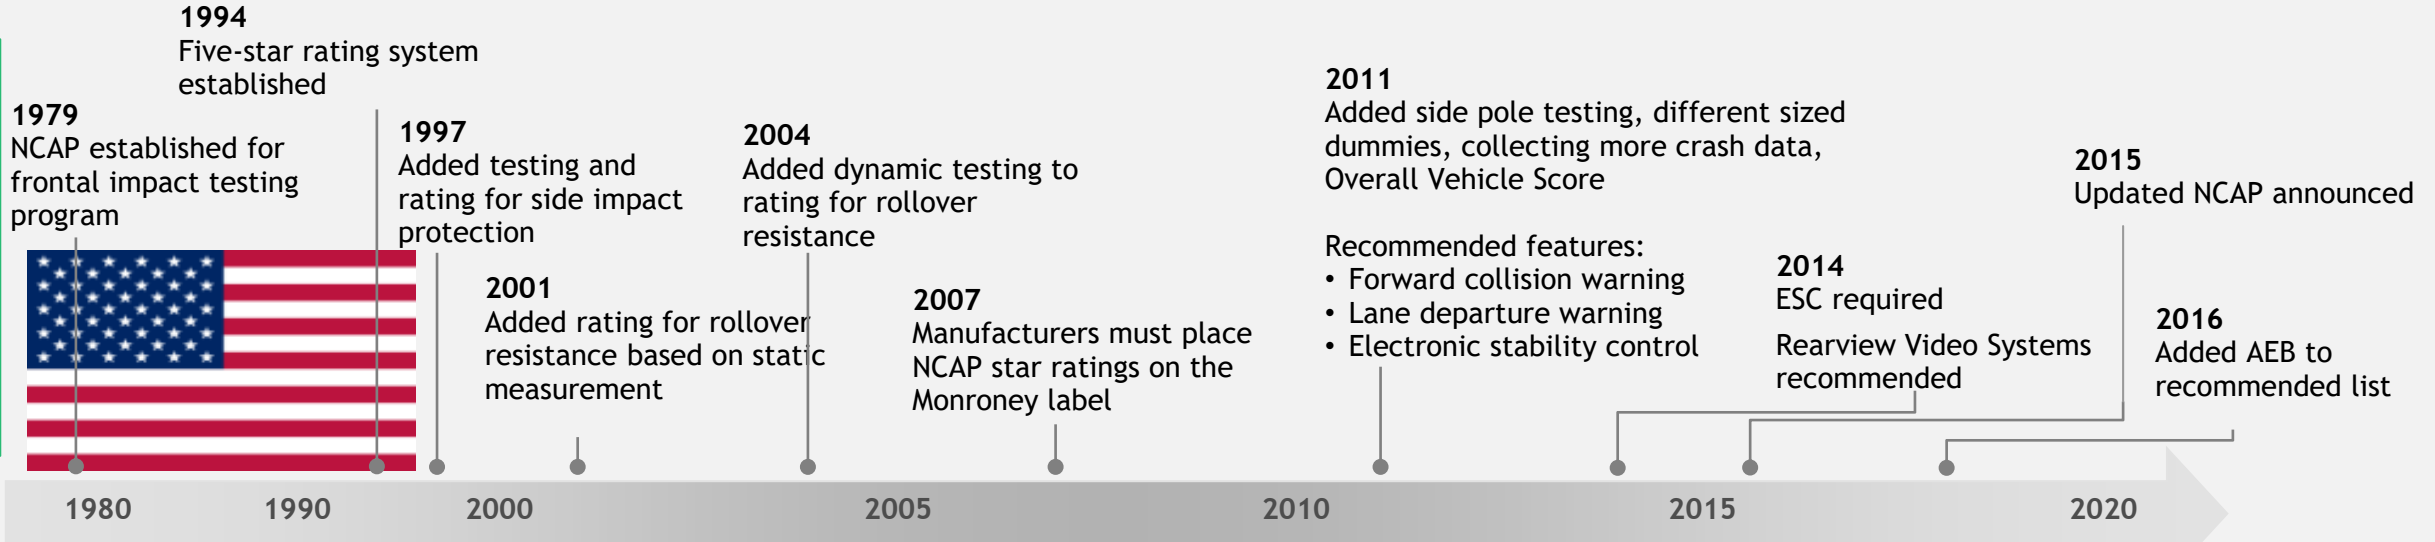 1994
Five-star rating system
established
1979
NCAP established for
frontal impact testing
program
1997
Added testing and
rating for side impact
protection
2001
Added rating for rollover
resistance based on static
measurement
2004
Added dynamic testing to
rating for rollover
resistance
2007
Manufacturers must place
NCAP star ratings on the
Monroney label
2011
Added side pole testing, different sized
dummies, collecting more crash data,
Overall Vehicle Score
Recommended features:
• Forward collision warning
• Lane departure warning
• Electronic stability control
2014
ESC required
Rearview Video Systems
recommended
2015
Updated NCAP announced
2016
Added AEB to
recommended list
1980 1990 2000 2005 2010 2015 2020